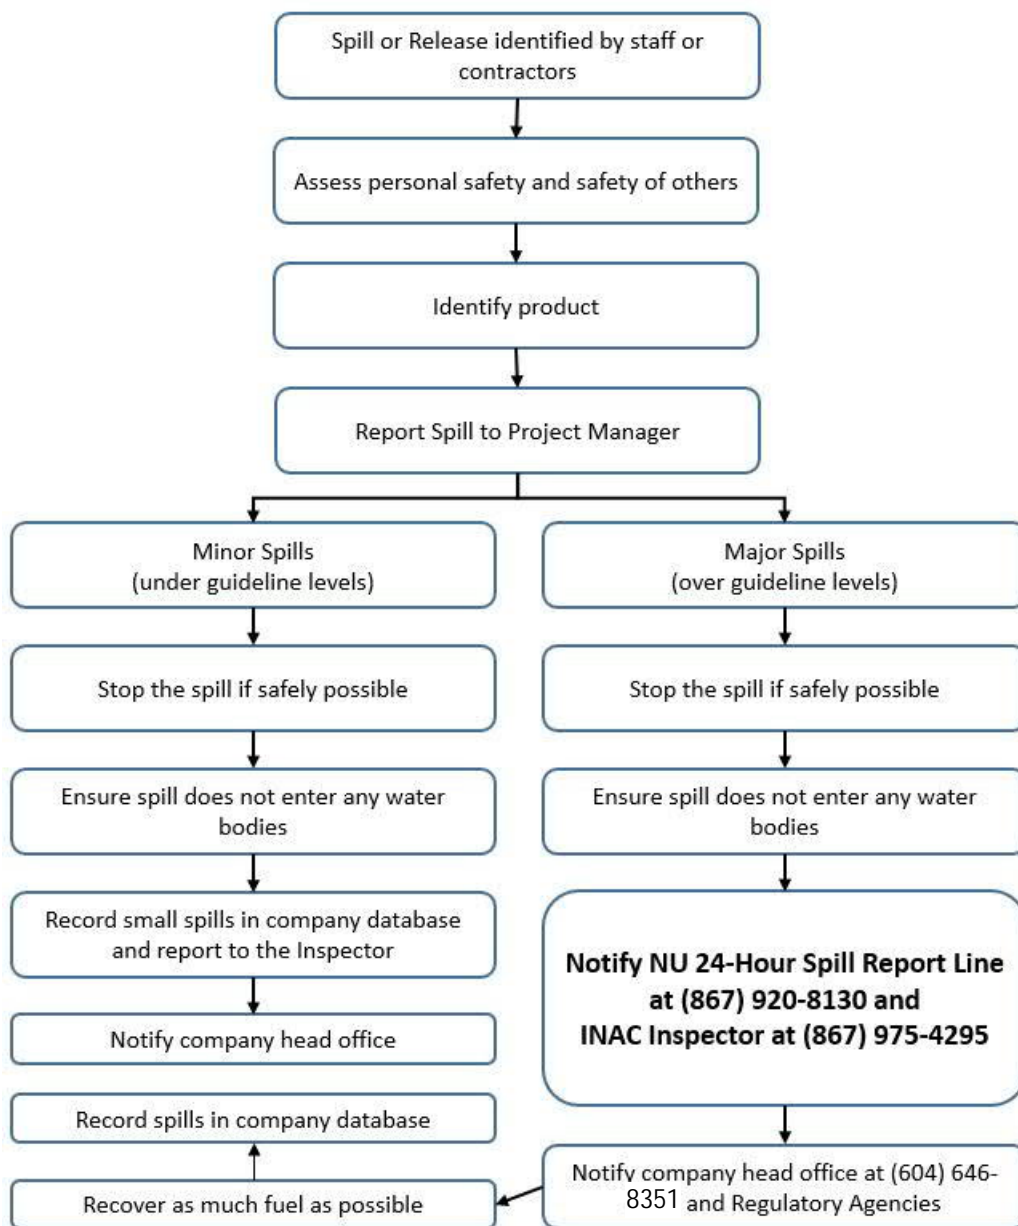 Spill or Release identified by staff or
contractors
Assess personal safety and safety of others
Identify product
Report Spill to Project Manager
Minor Spills
(under guideline levels)
Stop the spill if safely possible
Ensure spill does not enter any water
bodies
Record small spills in company database
and report to the Inspector
Notify company head office
Major Spills
(over guideline levels)
Stop the spill if safely possible
Ensure spill does not enter any water
bodies
Notify NU 24-Hour Spill Report Line
at (867) 920-8130 and
INAC Inspector at (867) 975-4295
Notify company head office at (604) 646-
8351 and Regulatory Agencies
Recover as much fuel as possible
Record spills in company database